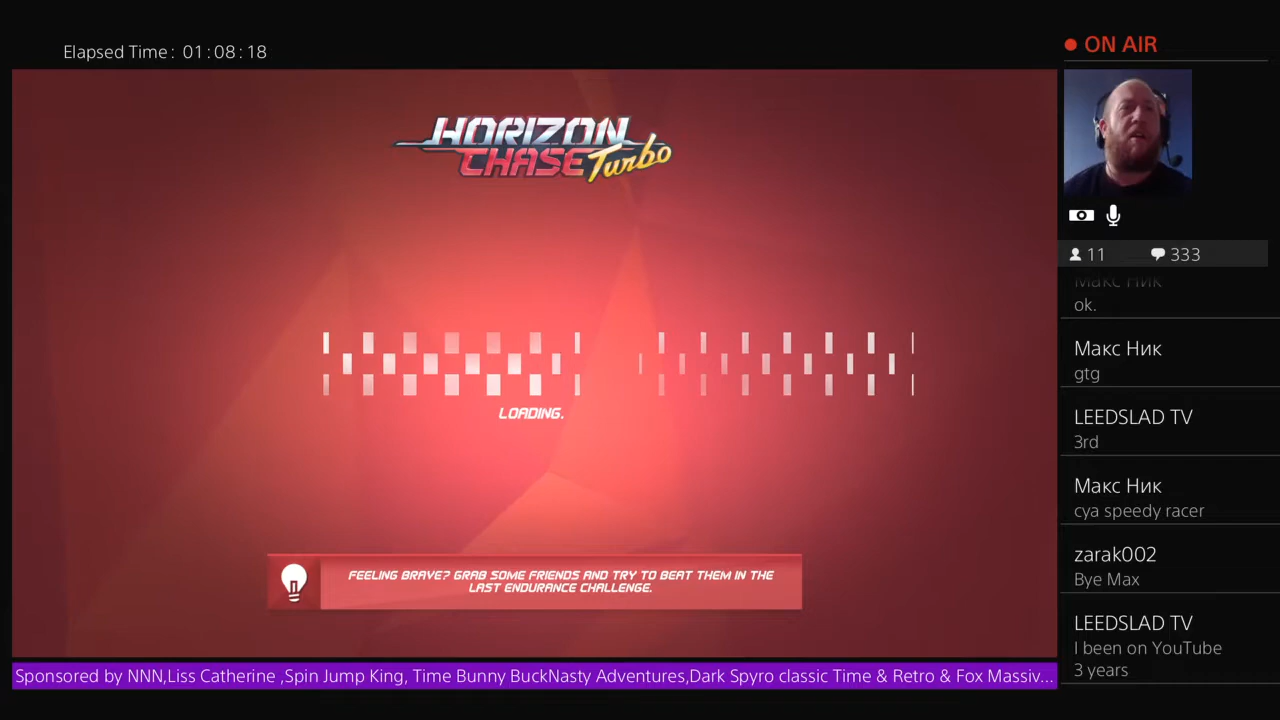 Elapsed Time: 01:08:18
ON AIR
HORIZON
CHASE Turbo
11 333
Макс Ник
ok.
Макс Ник
gtg
LEEDSLAD TV
3rd
Макс Ник
cya speedy racer
zarak002
Bye Max
LEEDSLAD TV
I been on YouTube
3 years
LOADING.
FEELING BRAVE? GRAB SOME FRIENDS AND TRY TO BEAT THEM IN THE
LAST ENDURANCE CHALLENGE.
Sponsored by NNN,Liss Catherine ,Spin Jump King, Time Bunny BuckNasty Adventures,Dark Spyro classic Time & Retro & Fox Massiv...